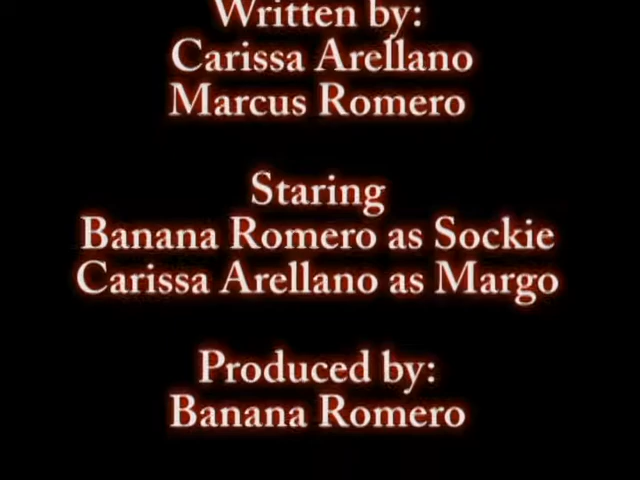 Written by:
Carissa Arellano
Marcus Romero
Staring
Banana Romero as Sockie
Carissa Arellano as Margo
Produced by:
Banana Romero